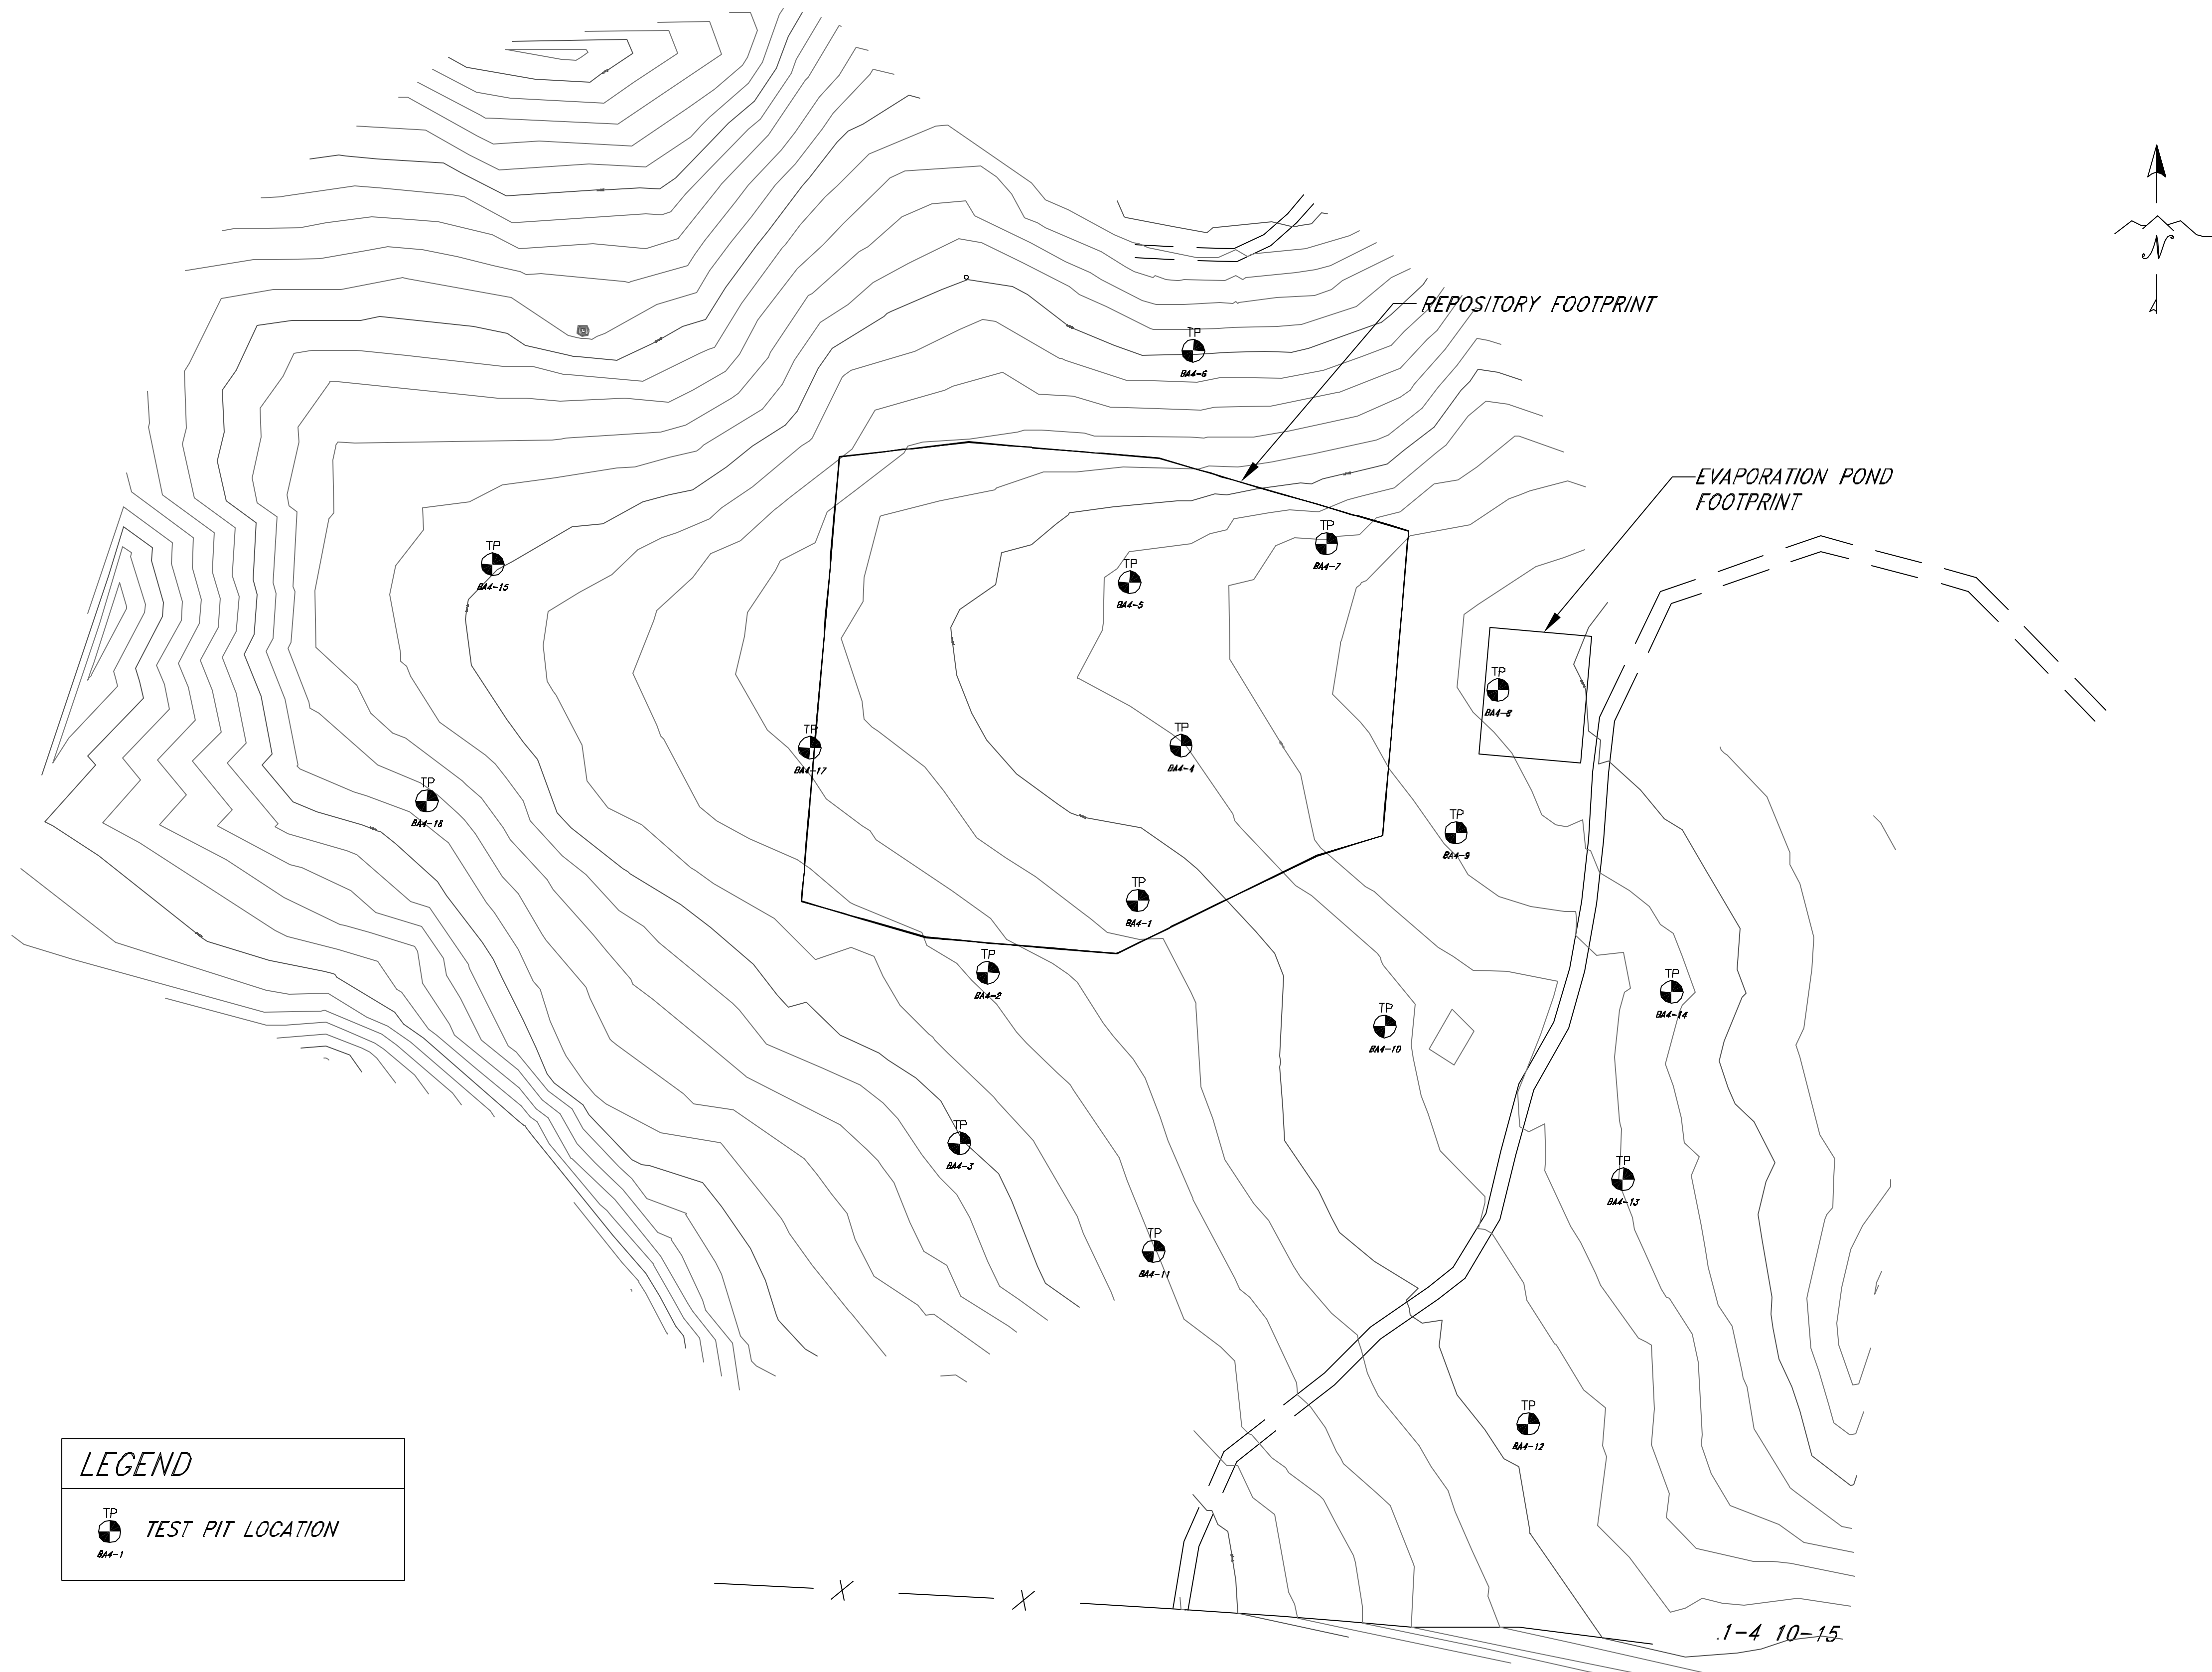 N
REPOSITORY FOOTPRINT
TP
BA4-6
EVAPORATION POND
FOOTPRINT
TP
BA4-7
TP
BA4-15
TP
BA4-5
TP
BA4-8
TP
BA4-17
TP
BA4-4
TP
BA4-16
TP
BA4-9
TP
BA4-1
TP
BA4-2
TP
BA4-14
TP
BA4-10
TP
BA4-3
TP
BA4-13
TP
BA4-11
TP
BA4-12
LEGEND
TP
BA4-1
TEST PIT LOCATION
X
X
.1-4 10-15